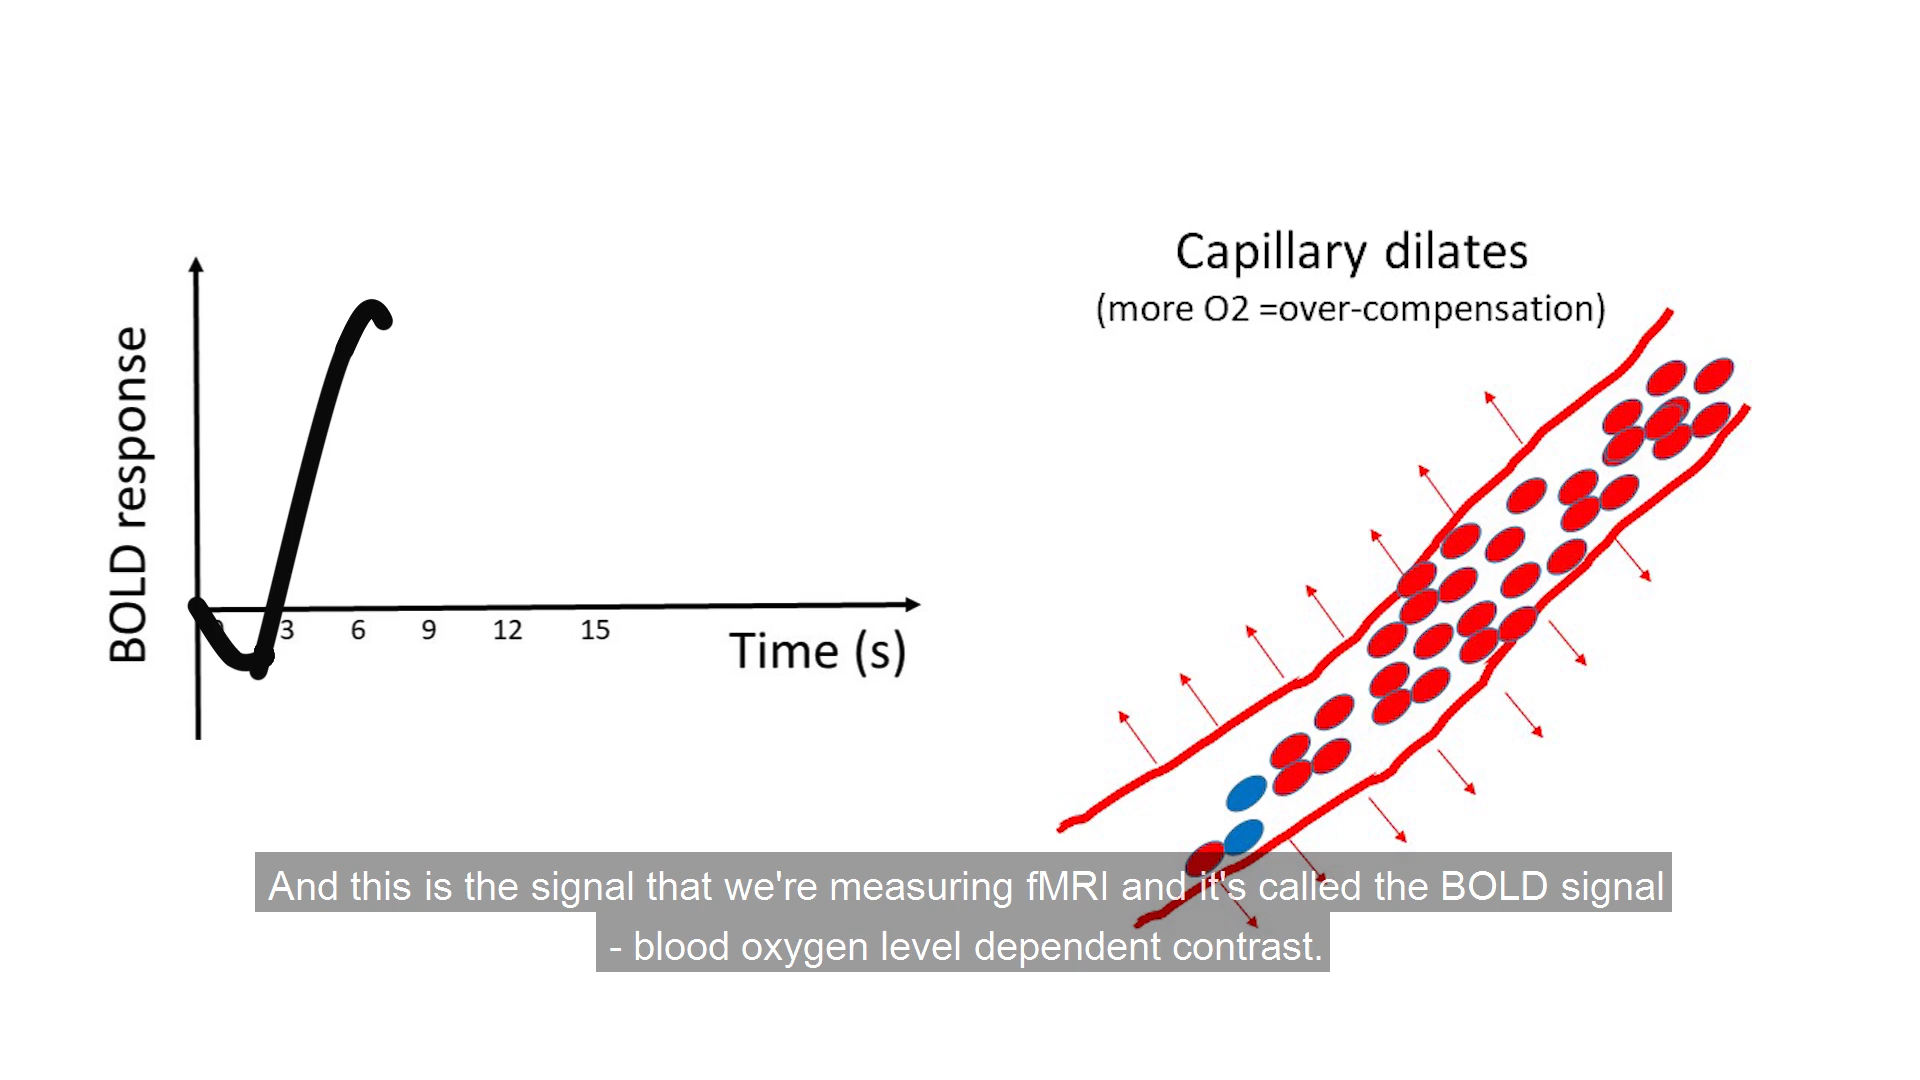 Capillary dilates
(more O2 =over-compensation)
BOLD response
3 6 9 12 15
Time (s)
And this is the signal that we're measuring fMRI and it's called the BOLD signal
- blood oxygen level dependent contrast.